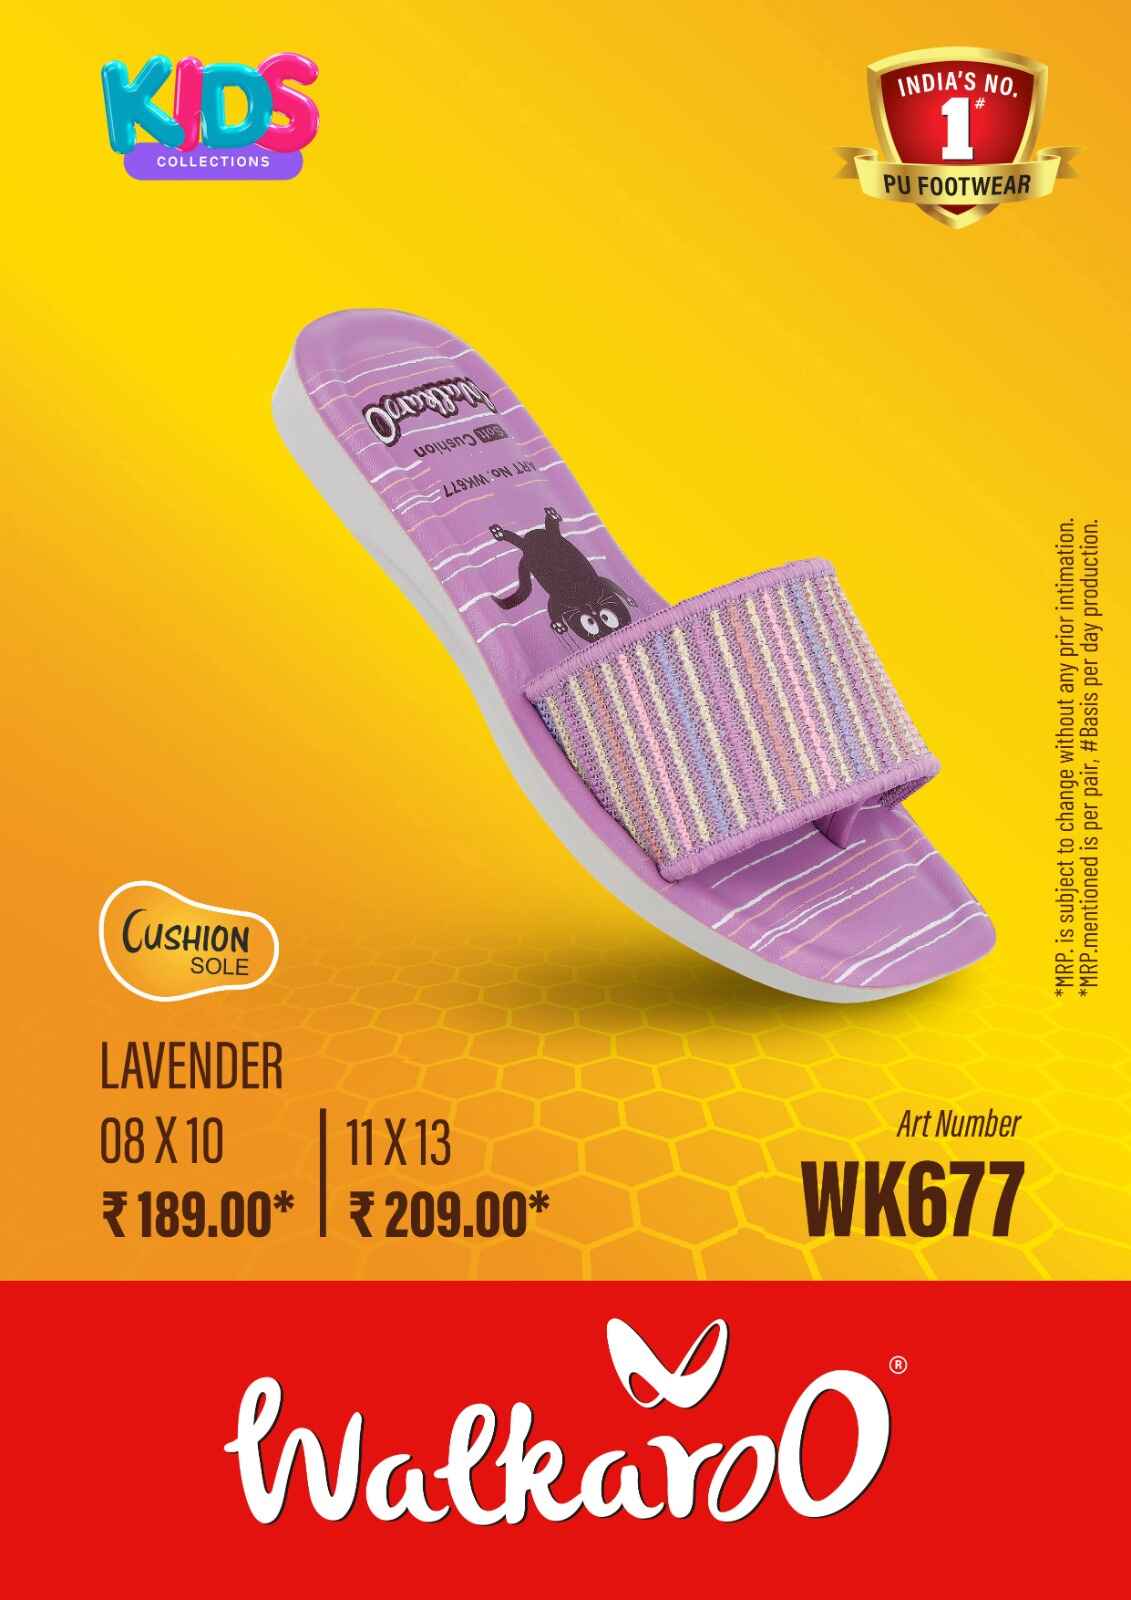 KIDS
COLLECTIONS
INDIA'S NO.
1#
PU FOOTWEAR
Walkaroo
Soft Cushion
ART No. WK677
*MRP. is subject to change without any prior intimation.
*MRP.mentioned is per pair, #Basis per day production.
CUSHION
SOLE
LAVENDER
08 X 10
₹ 189.00*
11 X 13
₹ 209.00*
Art Number
WK677
Walkaroo®